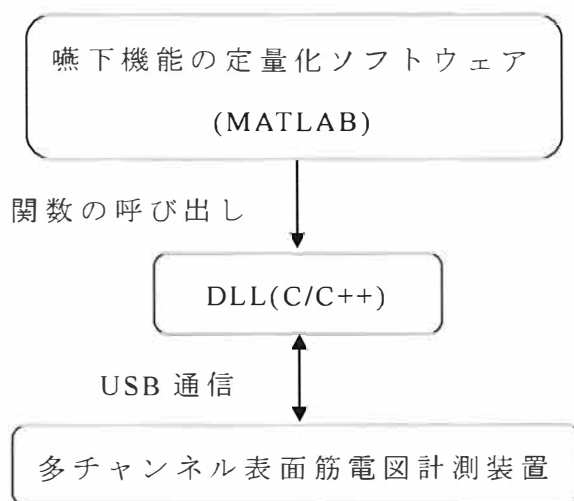 嚥下機能の定量化ソフトウェア
(MATLAB)
関数の呼び出し
DLL(C/C++)
USB 通信
多チャンネル表面筋電図計測装置